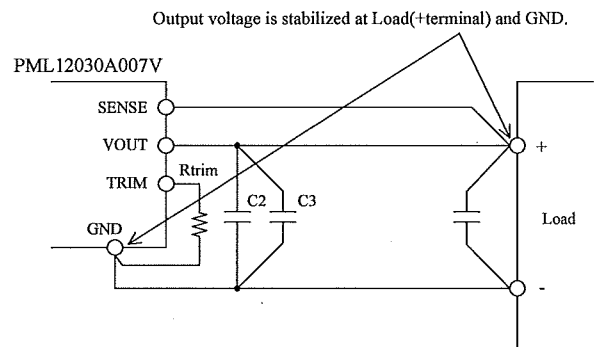 Output voltage is stabilized at Load(+terminal) and GND.
PML12030A007V
SENSE
VOUT
+
TRIM
Rtrim
C2
C3
GND
Load
-